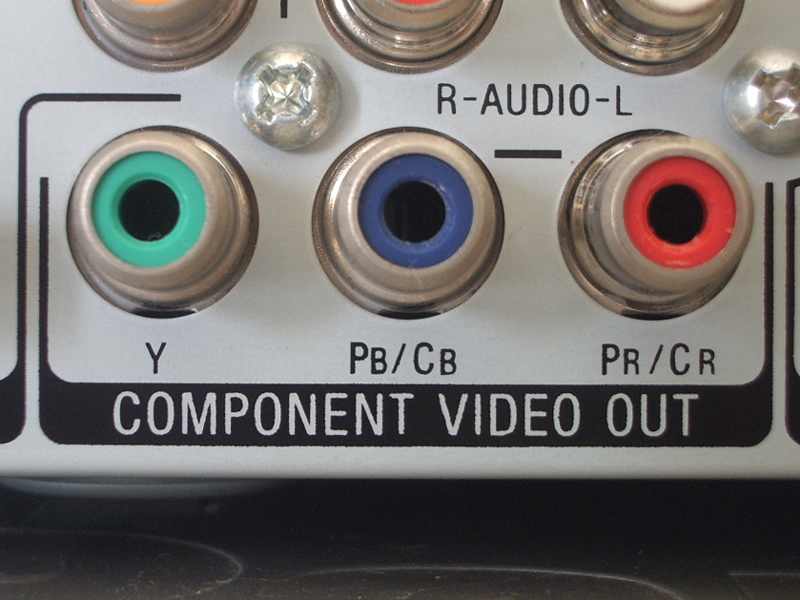 R-AUDIO-L
Y PB/CB PR/CR
COMPONENT VIDEO OUT